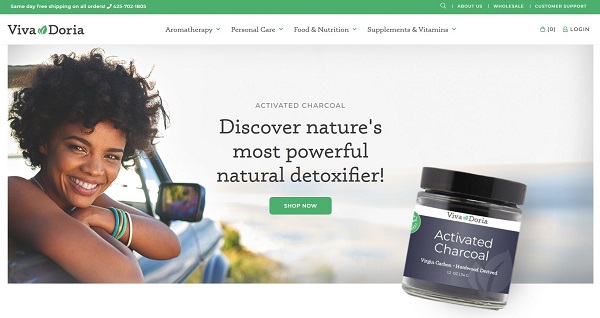 Same day free shipping on all orders! 425-702-1605
ABOUT US | WHOLESALE | CUSTOMER SUPPORT
Viva Doria
Aromatherapy Personal Care Food & Nutrition Supplements & Vitamins
(0) LOGIN
ACTIVATED CHARCOAL
Discover nature's
most powerful
natural detoxifier!
SHOP NOW
Viva Doria
Activated
Charcoal
Virgin Carbon • Hardwood Derived